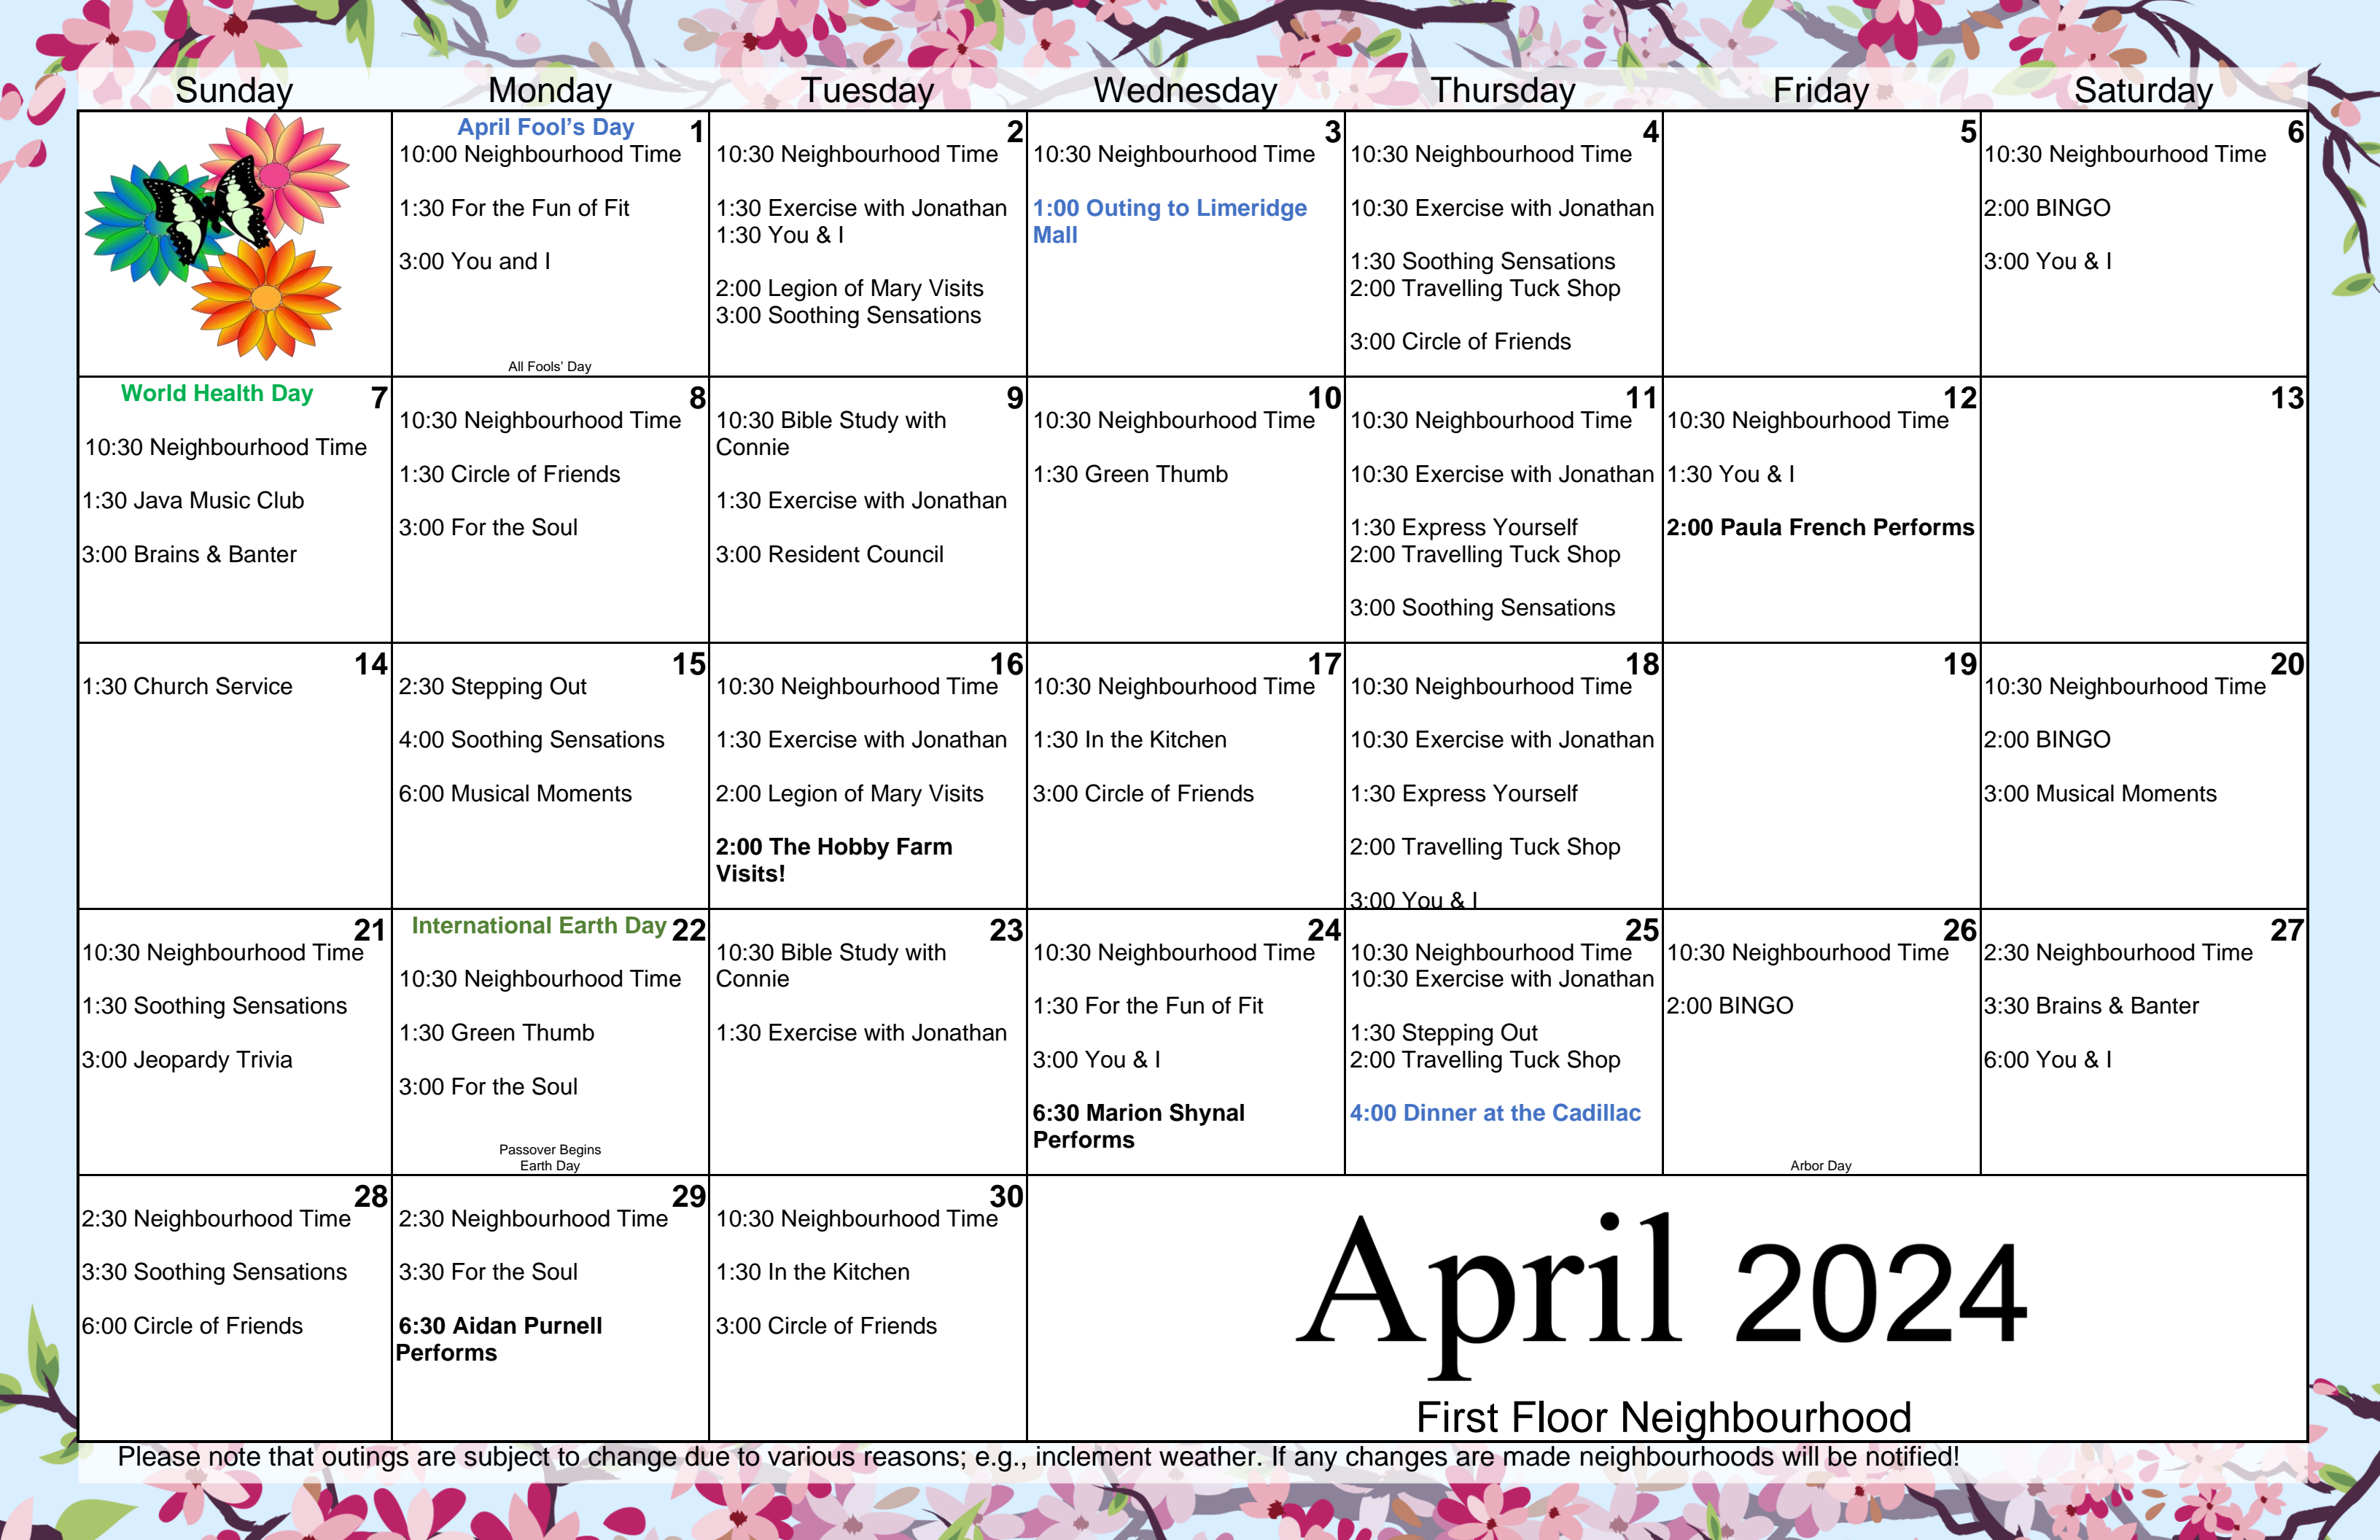 Sunday Monday Tuesday Wednesday Thursday Friday Saturday
April Fool's Day 1
10:00 Neighbourhood Time
1:30 For the Fun of Fit
3:00 You and I
All Fools' Day
2
10:30 Neighbourhood Time
1:30 Exercise with Jonathan
1:30 You & I
2:00 Legion of Mary Visits
3:00 Soothing Sensations
3
10:30 Neighbourhood Time
1:00 Outing to Limeridge
Mall
4
10:30 Neighbourhood Time
10:30 Exercise with Jonathan
1:30 Soothing Sensations
2:00 Travelling Tuck Shop
3:00 Circle of Friends
5
6
10:30 Neighbourhood Time
2:00 BINGO
3:00 You & I
World Health Day 7
10:30 Neighbourhood Time
1:30 Java Music Club
3:00 Brains & Banter
8
10:30 Neighbourhood Time
1:30 Circle of Friends
3:00 For the Soul
9
10:30 Bible Study with
Connie
1:30 Exercise with Jonathan
3:00 Resident Council
10
10:30 Neighbourhood Time
1:30 Green Thumb
11
10:30 Neighbourhood Time
10:30 Exercise with Jonathan
1:30 Express Yourself
2:00 Travelling Tuck Shop
3:00 Soothing Sensations
12
10:30 Neighbourhood Time
1:30 You & I
2:00 Paula French Performs
13
14
1:30 Church Service
15
2:30 Stepping Out
4:00 Soothing Sensations
6:00 Musical Moments
16
10:30 Neighbourhood Time
1:30 Exercise with Jonathan
2:00 Legion of Mary Visits
2:00 The Hobby Farm
Visits!
17
10:30 Neighbourhood Time
1:30 In the Kitchen
3:00 Circle of Friends
18
10:30 Neighbourhood Time
10:30 Exercise with Jonathan
1:30 Express Yourself
2:00 Travelling Tuck Shop
3:00 You & I
19
20
10:30 Neighbourhood Time
2:00 BINGO
3:00 Musical Moments
21
10:30 Neighbourhood Time
1:30 Soothing Sensations
3:00 Jeopardy Trivia
International Earth Day 22
10:30 Neighbourhood Time
1:30 Green Thumb
3:00 For the Soul
Passover Begins
Earth Day
23
10:30 Bible Study with
Connie
1:30 Exercise with Jonathan
24
10:30 Neighbourhood Time
1:30 For the Fun of Fit
3:00 You & I
6:30 Marion Shynal
Performs
25
10:30 Neighbourhood Time
10:30 Exercise with Jonathan
1:30 Stepping Out
2:00 Travelling Tuck Shop
4:00 Dinner at the Cadillac
26
10:30 Neighbourhood Time
2:00 BINGO
Arbor Day
27
2:30 Neighbourhood Time
3:30 Brains & Banter
6:00 You & I
28
2:30 Neighbourhood Time
3:30 Soothing Sensations
6:00 Circle of Friends
29
2:30 Neighbourhood Time
3:30 For the Soul
6:30 Aidan Purnell
Performs
30
10:30 Neighbourhood Time
1:30 In the Kitchen
3:00 Circle of Friends
April 2024
First Floor Neighbourhood
Please note that outings are subject to change due to various reasons; e.g., inclement weather. If any changes are made neighbourhoods will be notified!